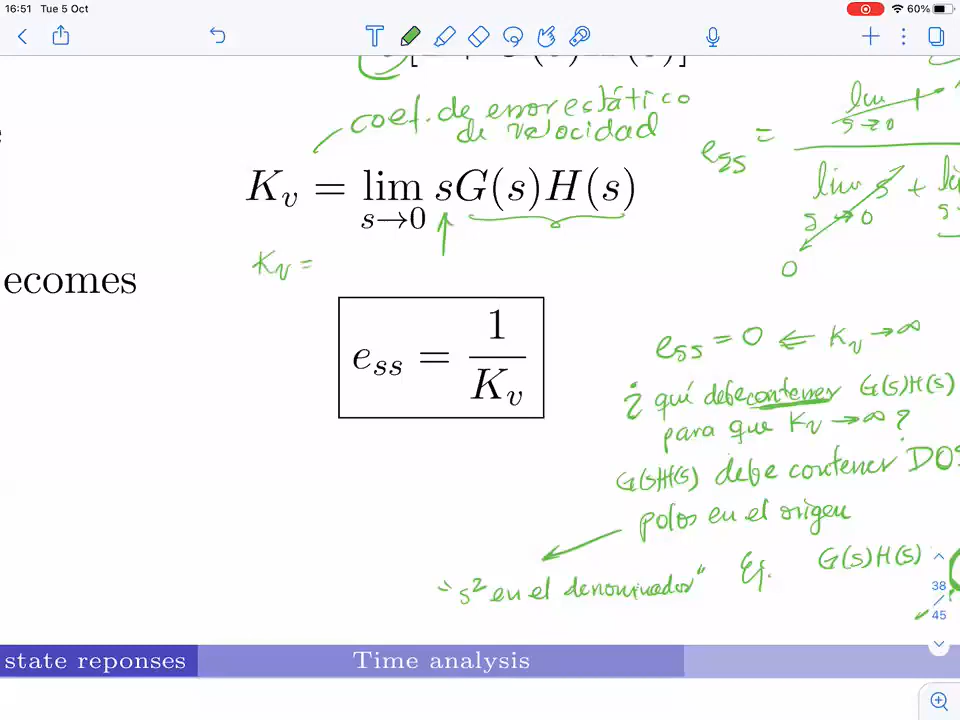 16:51 Tue 5 Oct
60%
coef. de error estático
de velocidad
K_v = lim s→0 sG(s)H(s)
K_v =
ecomes
e_ss = 1/K_v
e_ss =
lim s→0
lim s→0 s +
0
e_ss = 0 ⇐ K_v → ∞
¿ qué debe contener G(s)H(s)
para que K_v → ∞ ?
G(s)H(s) debe contener DOS
polos en el origen
"s² en el denominador" Ej. G(s)H(s)
38
/
45
state reponses
Time analysis